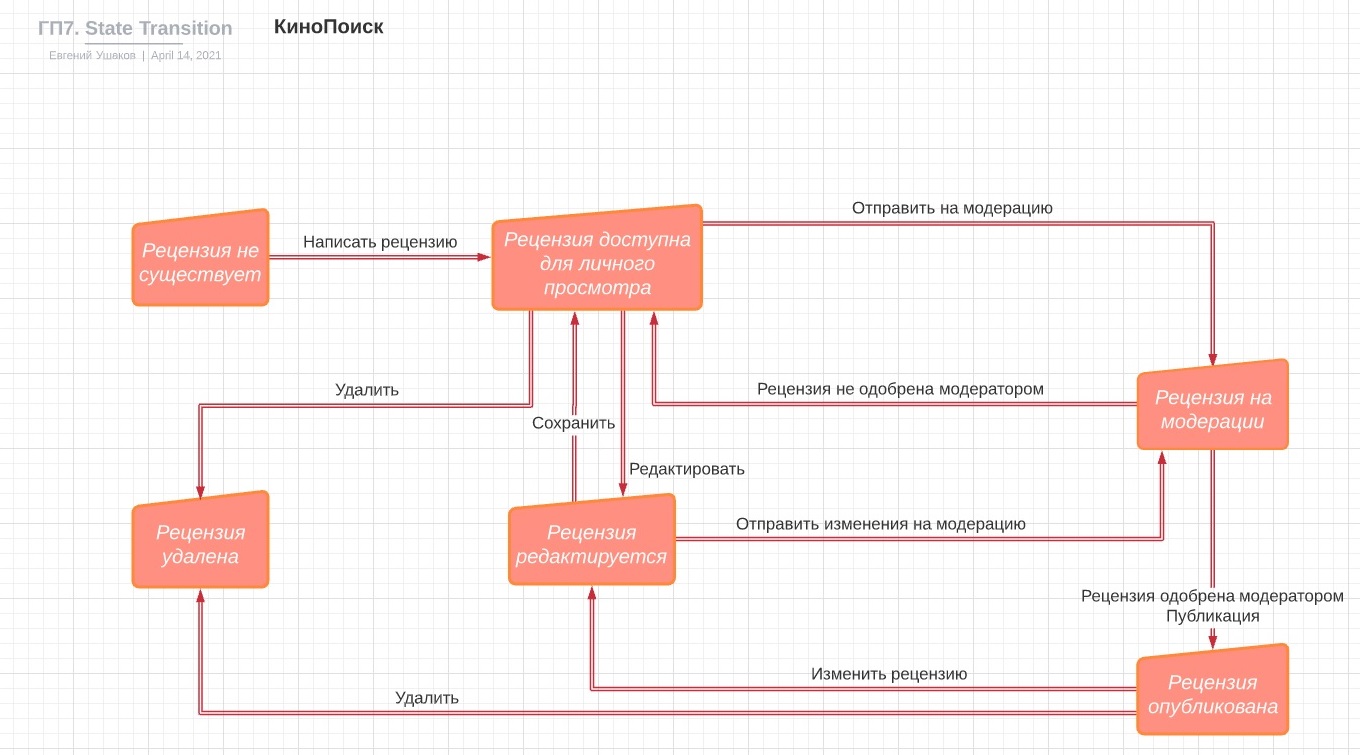 ГП7. State Transition
КиноПоиск
Евгений Ушаков | April 14, 2021
Отправить на модерацию
Рецензия не
существует
Написать рецензию
Рецензия доступна
для личного
просмотра
Удалить
Рецензия не одобрена модератором
Рецензия на
модерации
Сохранить
Редактировать
Рецензия
удалена
Рецензия
редактируется
Отправить изменения на модерацию
Рецензия одобрена модератором
Публикация
Изменить рецензию
Рецензия
опубликована
Удалить